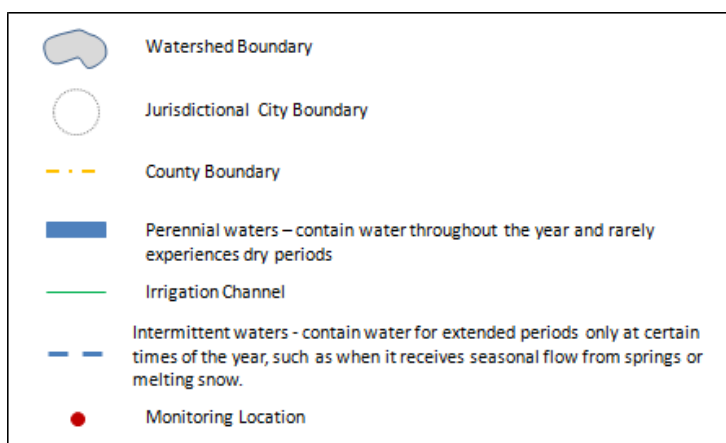 Watershed Boundary
Jurisdictional City Boundary
County Boundary
Perennial waters – contain water throughout the year and rarely
experiences dry periods
Irrigation Channel
Intermittent waters - contain water for extended periods only at certain
times of the year, such as when it receives seasonal flow from springs or
melting snow.
Monitoring Location